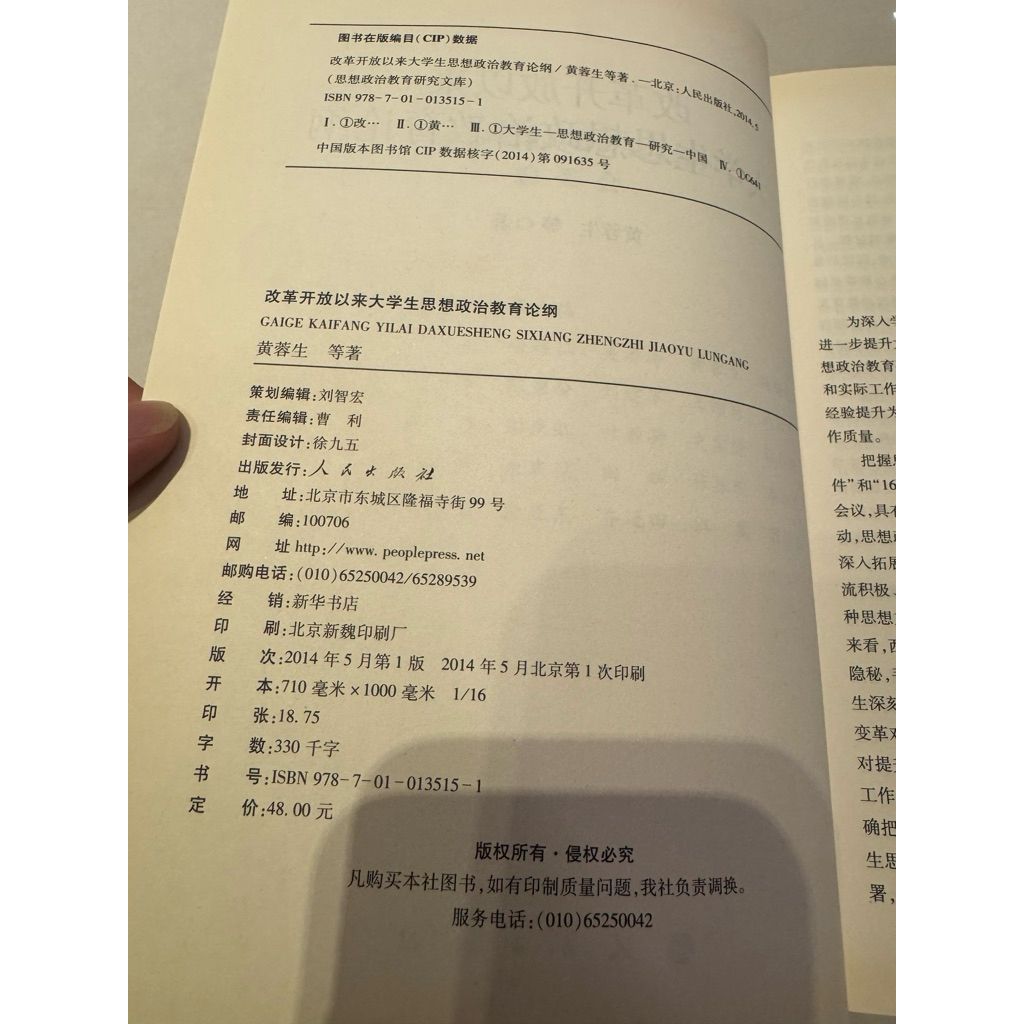 图书在版编目(CIP)数据
改革开放以来大学生思想政治教育论纲/黄蓉生等著.—北京:人民出版社,2014.5
(思想政治教育研究文库)
ISBN 978-7-01-013515-1
Ⅰ.①改… Ⅱ.①黄… Ⅲ.①大学生—思想政治教育—研究—中国 Ⅳ.①G641
中国版本图书馆CIP数据核字(2014)第091635号
改革开放以来大学生思想政治教育论纲
GAIGE KAIFANG YILAI DAXUESHENG SIXIANG ZHENGZHI JIAOYU LUNGANG
黄蓉生 等著
策划编辑:刘智宏
责任编辑:曹 利
封面设计:徐九五
出版发行:人民出版社
地 址:北京市东城区隆福寺街99号
邮 编:100706
网 址 http://www.peoplepress.net
邮购电话:(010)65250042/65289539
经 销:新华书店
印 刷:北京新魏印刷厂
版 次:2014年5月第1版 2014年5月北京第1次印刷
开 本:710毫米×1000毫米 1/16
印 张:18.75
字 数:330千字
书 号:ISBN 978-7-01-013515-1
定 价:48.00元
版权所有·侵权必究
凡购买本社图书,如有印制质量问题,我社负责调换。
服务电话:(010)65250042
为深入学
进一步提升
想政治教育
和实际工作
经验提升为
作质量。
把握
件”和“16
会议,具有
动,思想政
深入拓展
流积极、
种思想
来看,西
隐秘,
生深刻
变革
对提升
工作
确把
生思
署,